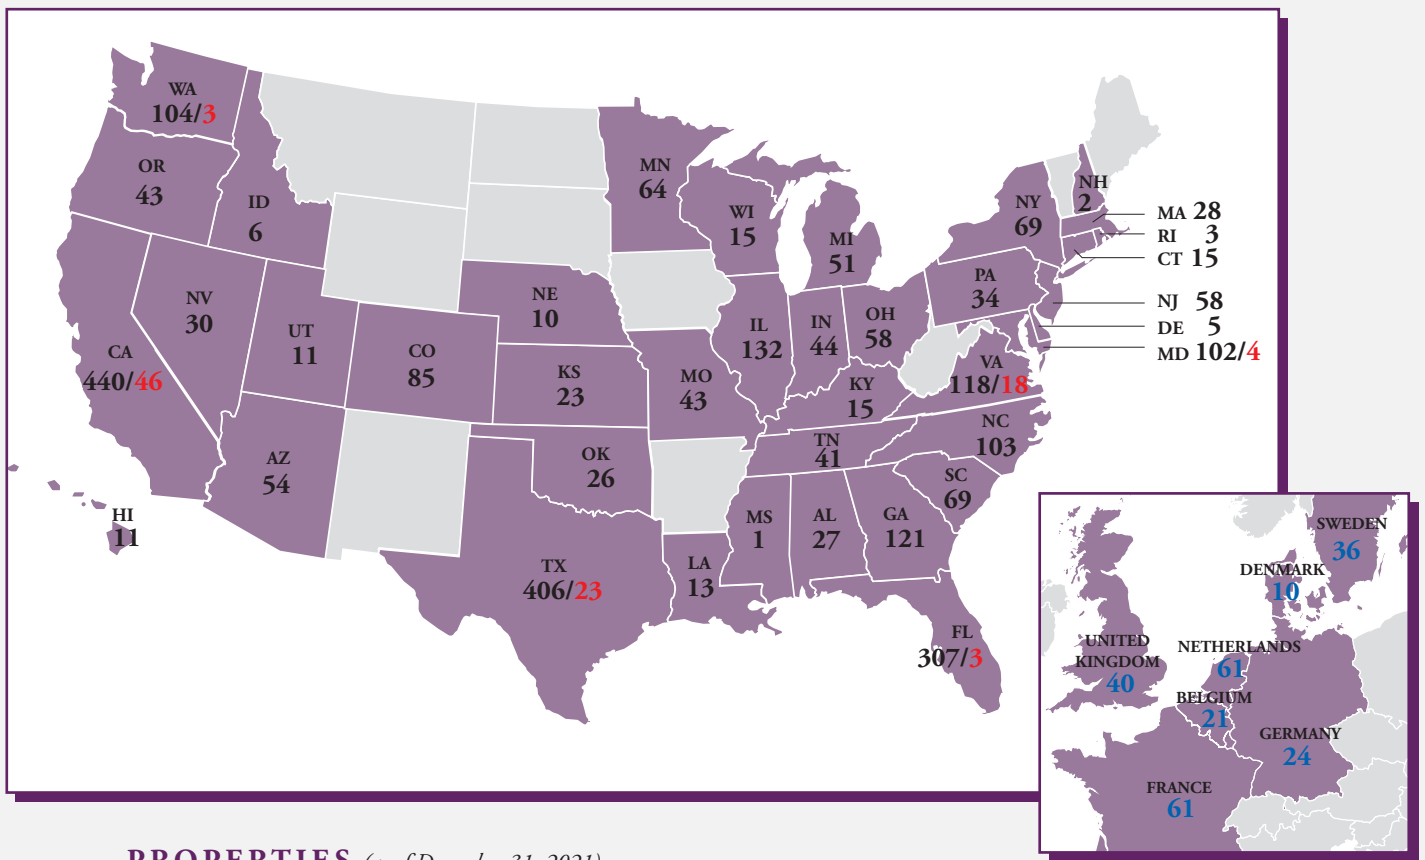 WA
104/3
OR
43
ID
6
MN
64
WI
15
MI
51
NY
69
NH
2
MA 28
RI 3
CT 15
NJ 58
DE 5
MD 102/4
PA
34
NV
30
UT
11
CO
85
NE
10
KS
23
IL
132
IN
44
OH
58
MO
43
KY
15
VA
118/18
CA
440/46
AZ
54
OK
26
TN
41
NC
103
SC
69
MS
1
AL
27
GA
121
HI
11
TX
406/23
LA
13
FL
307/3
SWEDEN
36
DENMARK
10
UNITED
KINGDOM
40
NETHERLANDS
61
BELGIUM
21
GERMANY
24
FRANCE
61
PROPERTIES (as of December 31, 2021)